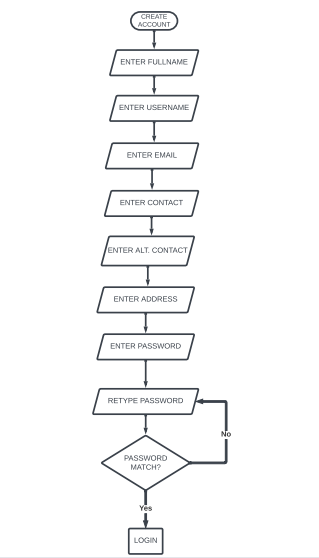 CREATE
ACCOUNT
ENTER FULLNAME
ENTER USERNAME
ENTER EMAIL
ENTER CONTACT
ENTER ALT. CONTACT
ENTER ADDRESS
ENTER PASSWORD
RETYPE PASSWORD
No
PASSWORD
MATCH?
Yes
LOGIN